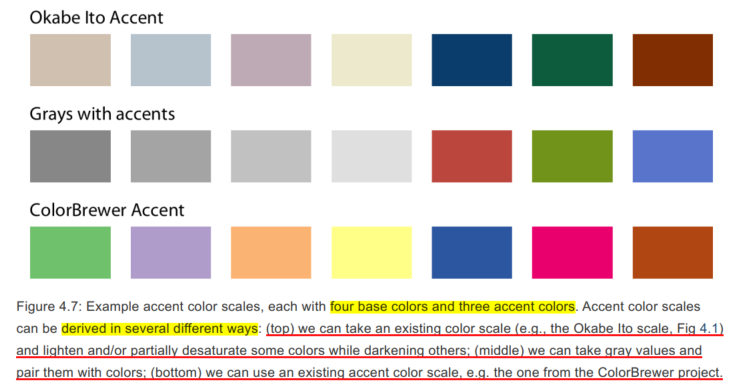 Okabe Ito Accent
Grays with accents
ColorBrewer Accent
Figure 4.7: Example accent color scales, each with four base colors and three accent colors. Accent color scales
can be derived in several different ways: (top) we can take an existing color scale (e.g., the Okabe Ito scale, Fig 4.1)
and lighten and/or partially desaturate some colors while darkening others; (middle) we can take gray values and
pair them with colors; (bottom) we can use an existing accent color scale, e.g. the one from the ColorBrewer project.